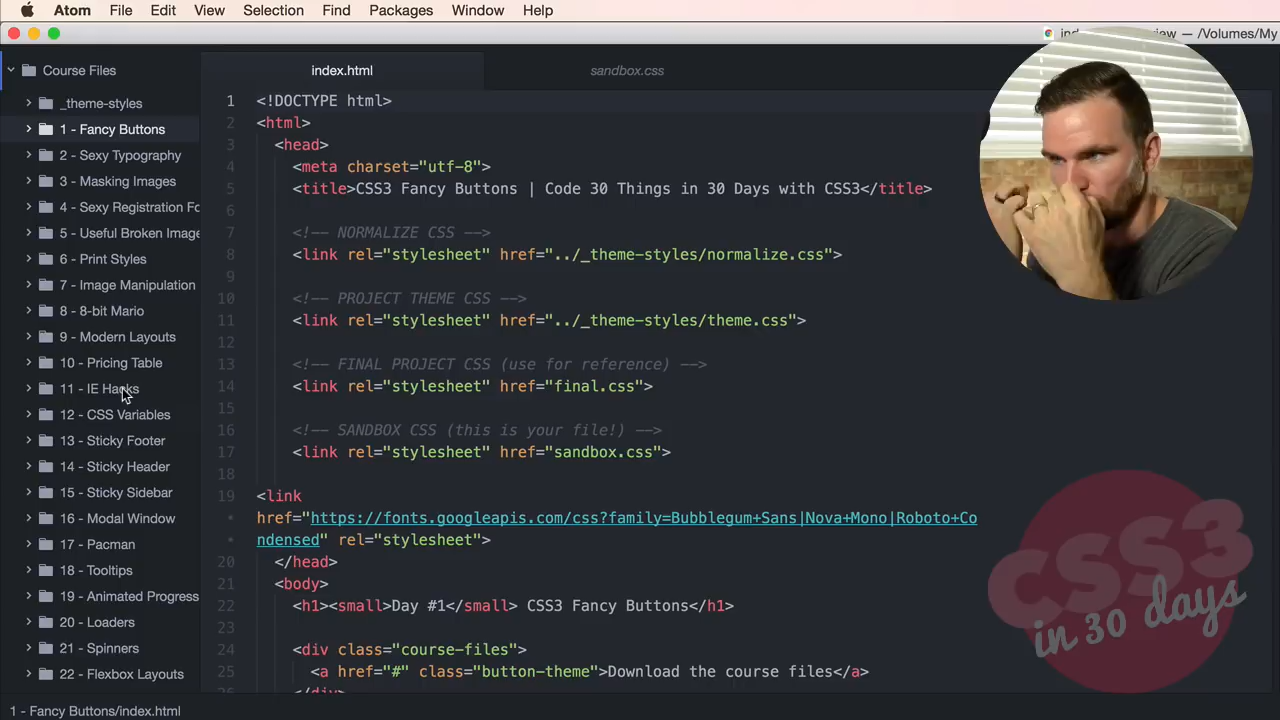 Atom File Edit View Selection Find Packages Window Help
— /Volumes/My
Course Files
index.html
sandbox.css
_theme-styles
1 - Fancy Buttons
2 - Sexy Typography
3 - Masking Images
4 - Sexy Registration Fo
5 - Useful Broken Image
6 - Print Styles
7 - Image Manipulation
8 - 8-bit Mario
9 - Modern Layouts
10 - Pricing Table
11 - IE Hacks
12 - CSS Variables
13 - Sticky Footer
14 - Sticky Header
15 - Sticky Sidebar
16 - Modal Window
17 - Pacman
18 - Tooltips
19 - Animated Progress
20 - Loaders
21 - Spinners
22 - Flexbox Layouts
1 <!DOCTYPE html>
2 <html>
3 <head>
4 <meta charset="utf-8">
5 <title>CSS3 Fancy Buttons | Code 30 Things in 30 Days with CSS3</title>
6
7 <!-- NORMALIZE CSS -->
8 <link rel="stylesheet" href="../_theme-styles/normalize.css">
9
10 <!-- PROJECT THEME CSS -->
11 <link rel="stylesheet" href="../_theme-styles/theme.css">
12
13 <!-- FINAL PROJECT CSS (use for reference) -->
14 <link rel="stylesheet" href="final.css">
15
16 <!-- SANDBOX CSS (this is your file!) -->
17 <link rel="stylesheet" href="sandbox.css">
18
19 <link
• href="https://fonts.googleapis.com/css?family=Bubblegum+Sans|Nova+Mono|Roboto+Co
• ndensed" rel="stylesheet">
20 </head>
21 <body>
22 <h1><small>Day #1</small> CSS3 Fancy Buttons</h1>
23
24 <div class="course-files">
25 <a href="#" class="button-theme">Download the course files</a>
CSS3
in 30 days
1 - Fancy Buttons/index.html